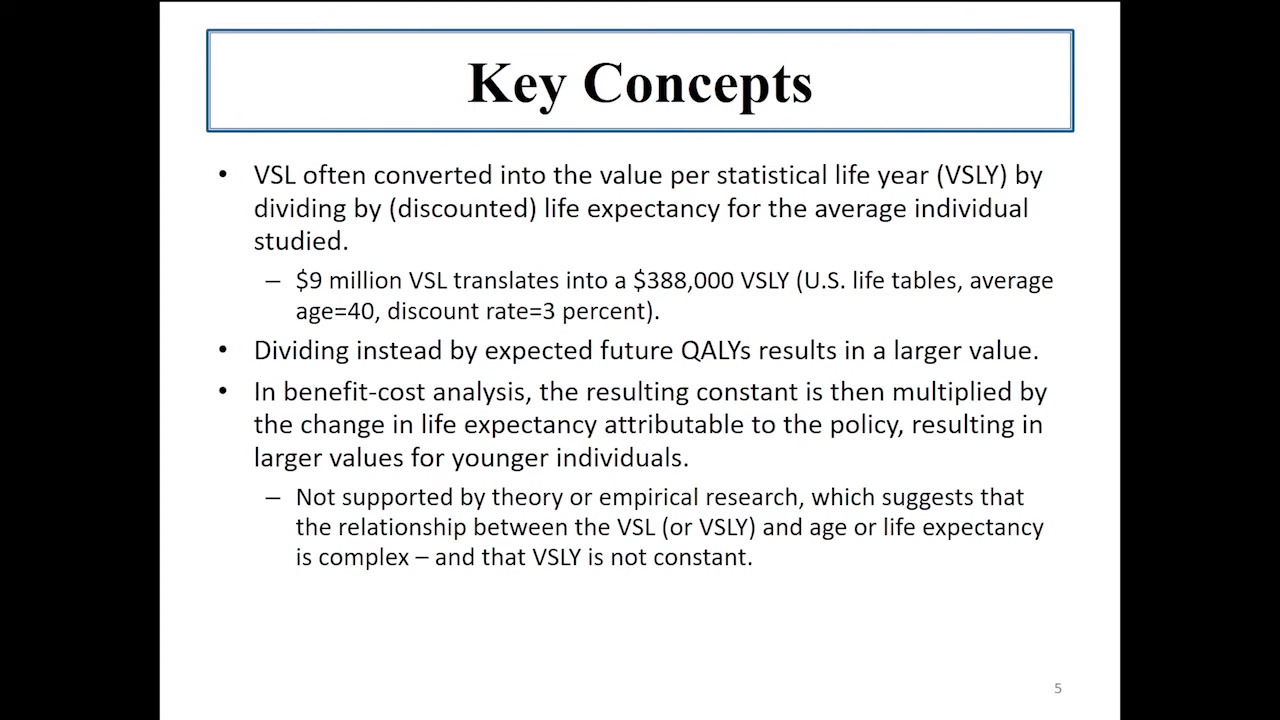 Key Concepts
• VSL often converted into the value per statistical life year (VSLY) by
dividing by (discounted) life expectancy for the average individual
studied.
– $9 million VSL translates into a $388,000 VSLY (U.S. life tables, average
age=40, discount rate=3 percent).
• Dividing instead by expected future QALYs results in a larger value.
• In benefit-cost analysis, the resulting constant is then multiplied by
the change in life expectancy attributable to the policy, resulting in
larger values for younger individuals.
– Not supported by theory or empirical research, which suggests that
the relationship between the VSL (or VSLY) and age or life expectancy
is complex – and that VSLY is not constant.
5